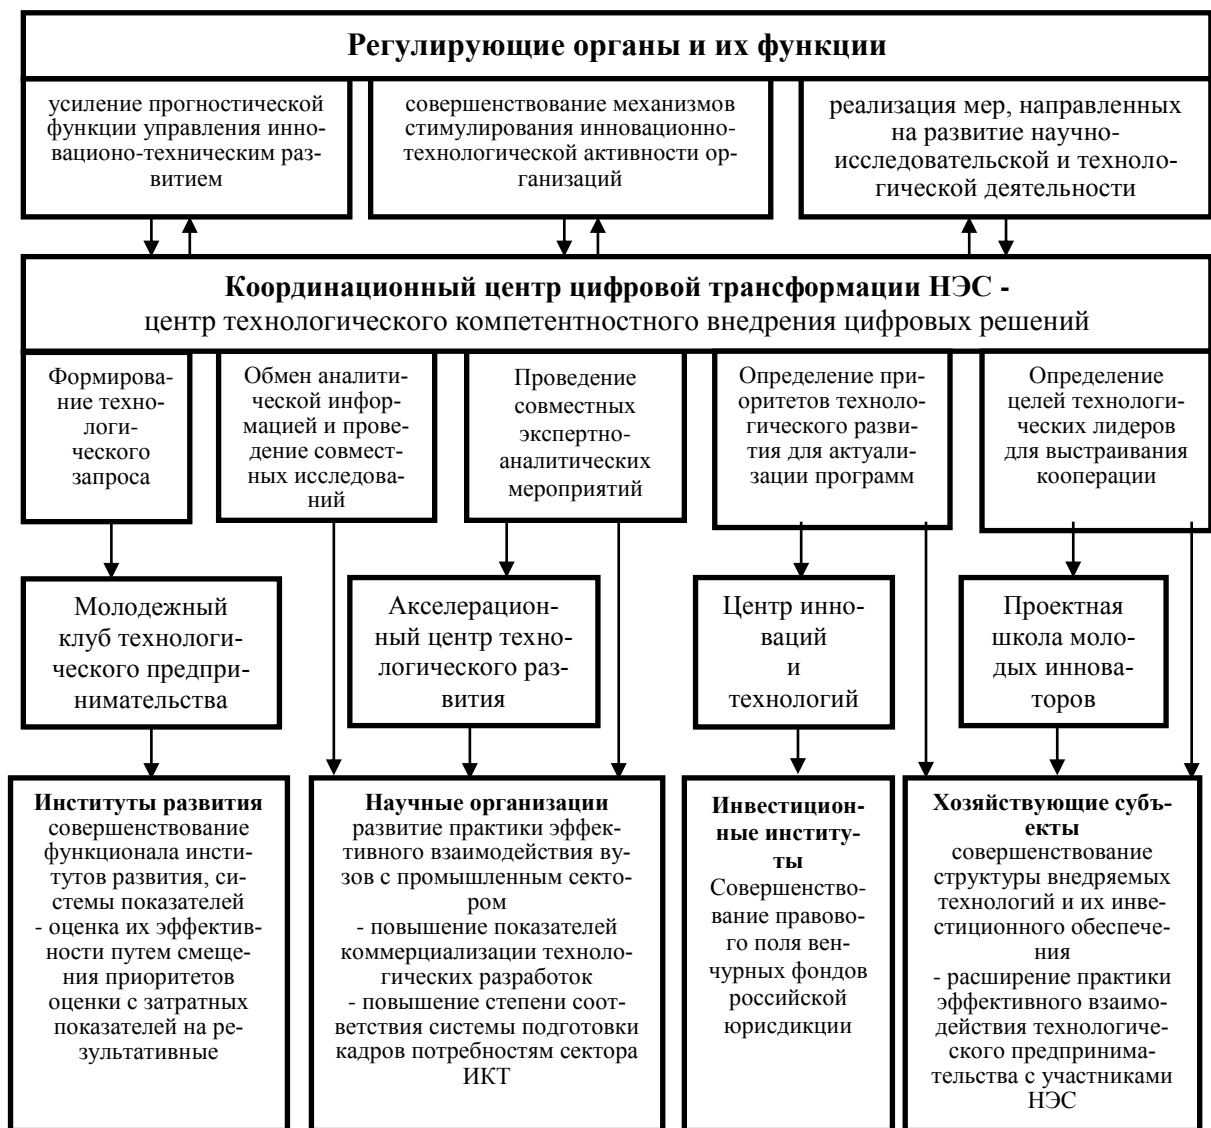 Регулирующие органы и их функции
усиление прогностической
функции управления инно-
вационо-техническим раз-
витием
совершенствование механизмов
стимулирования инновационно-
технологической активности ор-
ганизаций
реализация мер, направленных
на развитие научно-
исследовательской и техноло-
гической деятельности
Координационный центр цифровой трансформации НЭС -
центр технологического компетентностного внедрения цифровых решений
Формирова-
ние техно-
логи-
ческого
запроса
Обмен аналити-
ческой инфор-
мацией и прове-
дение совмест-
ных исследова-
ний
Проведение
совместных
экспертно-
аналитических
мероприятий
Определение при-
оритетов техноло-
гического разви-
тия для актуали-
зации программ
Определение
целей технологи-
ческих лидеров
для выстраивания
кооперации
Молодежный
клуб технологи-
ческого предпри-
нимательства
Акселерацион-
ный центр техно-
логического раз-
вития
Центр инно-
ваций
и
технологий
Проектная
школа моло-
дых иннова-
торов
Институты развития
совершенствование
функционала инсти-
тутов развития, си-
стемы показателей
- оценка их эффектив-
ности путем смеще-
ния приоритетов
оценки с затратных
показателей на ре-
зультативные
Научные организации
развитие практики эффек-
тивного взаимодействия ву-
зов с промышленным секто-
ром
- повышение показателей
коммерциализации техноло-
гических разработок
- повышение степени соот-
ветствия системы подготовки
кадров потребностям сектора
ИКТ
Инвестицион-
ные институ-
ты
Совершенство-
вание правово-
го поля вен-
чурных фондов
российской
юрисдикции
Хозяйствующие субъ-
екты
совершенствование
структуры внедряемых
технологий и их инве-
стиционного обеспече-
ния
- расширение практики
эффективного взаимо-
действия технологиче-
ского предпринима-
тельства с участниками
НЭС